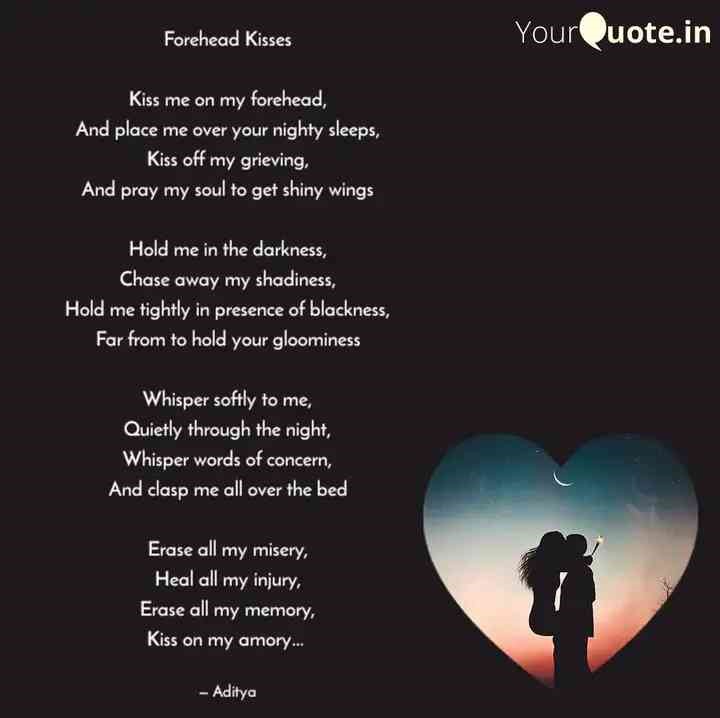 YourQuote.in
Forehead Kisses
Kiss me on my forehead,
And place me over your nighty sleeps,
Kiss off my grieving,
And pray my soul to get shiny wings
Hold me in the darkness,
Chase away my shadiness,
Hold me tightly in presence of blackness,
Far from to hold your gloominess
Whisper softly to me,
Quietly through the night,
Whisper words of concern,
And clasp me all over the bed
Erase all my misery,
Heal all my injury,
Erase all my memory,
Kiss on my amory...
– Aditya